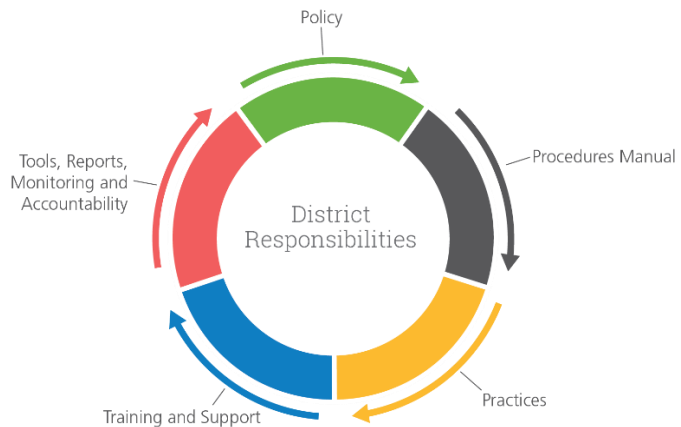 Policy
Procedures Manual
Tools, Reports,
Monitoring and
Accountability
District
Responsibilities
Practices
Training and Support